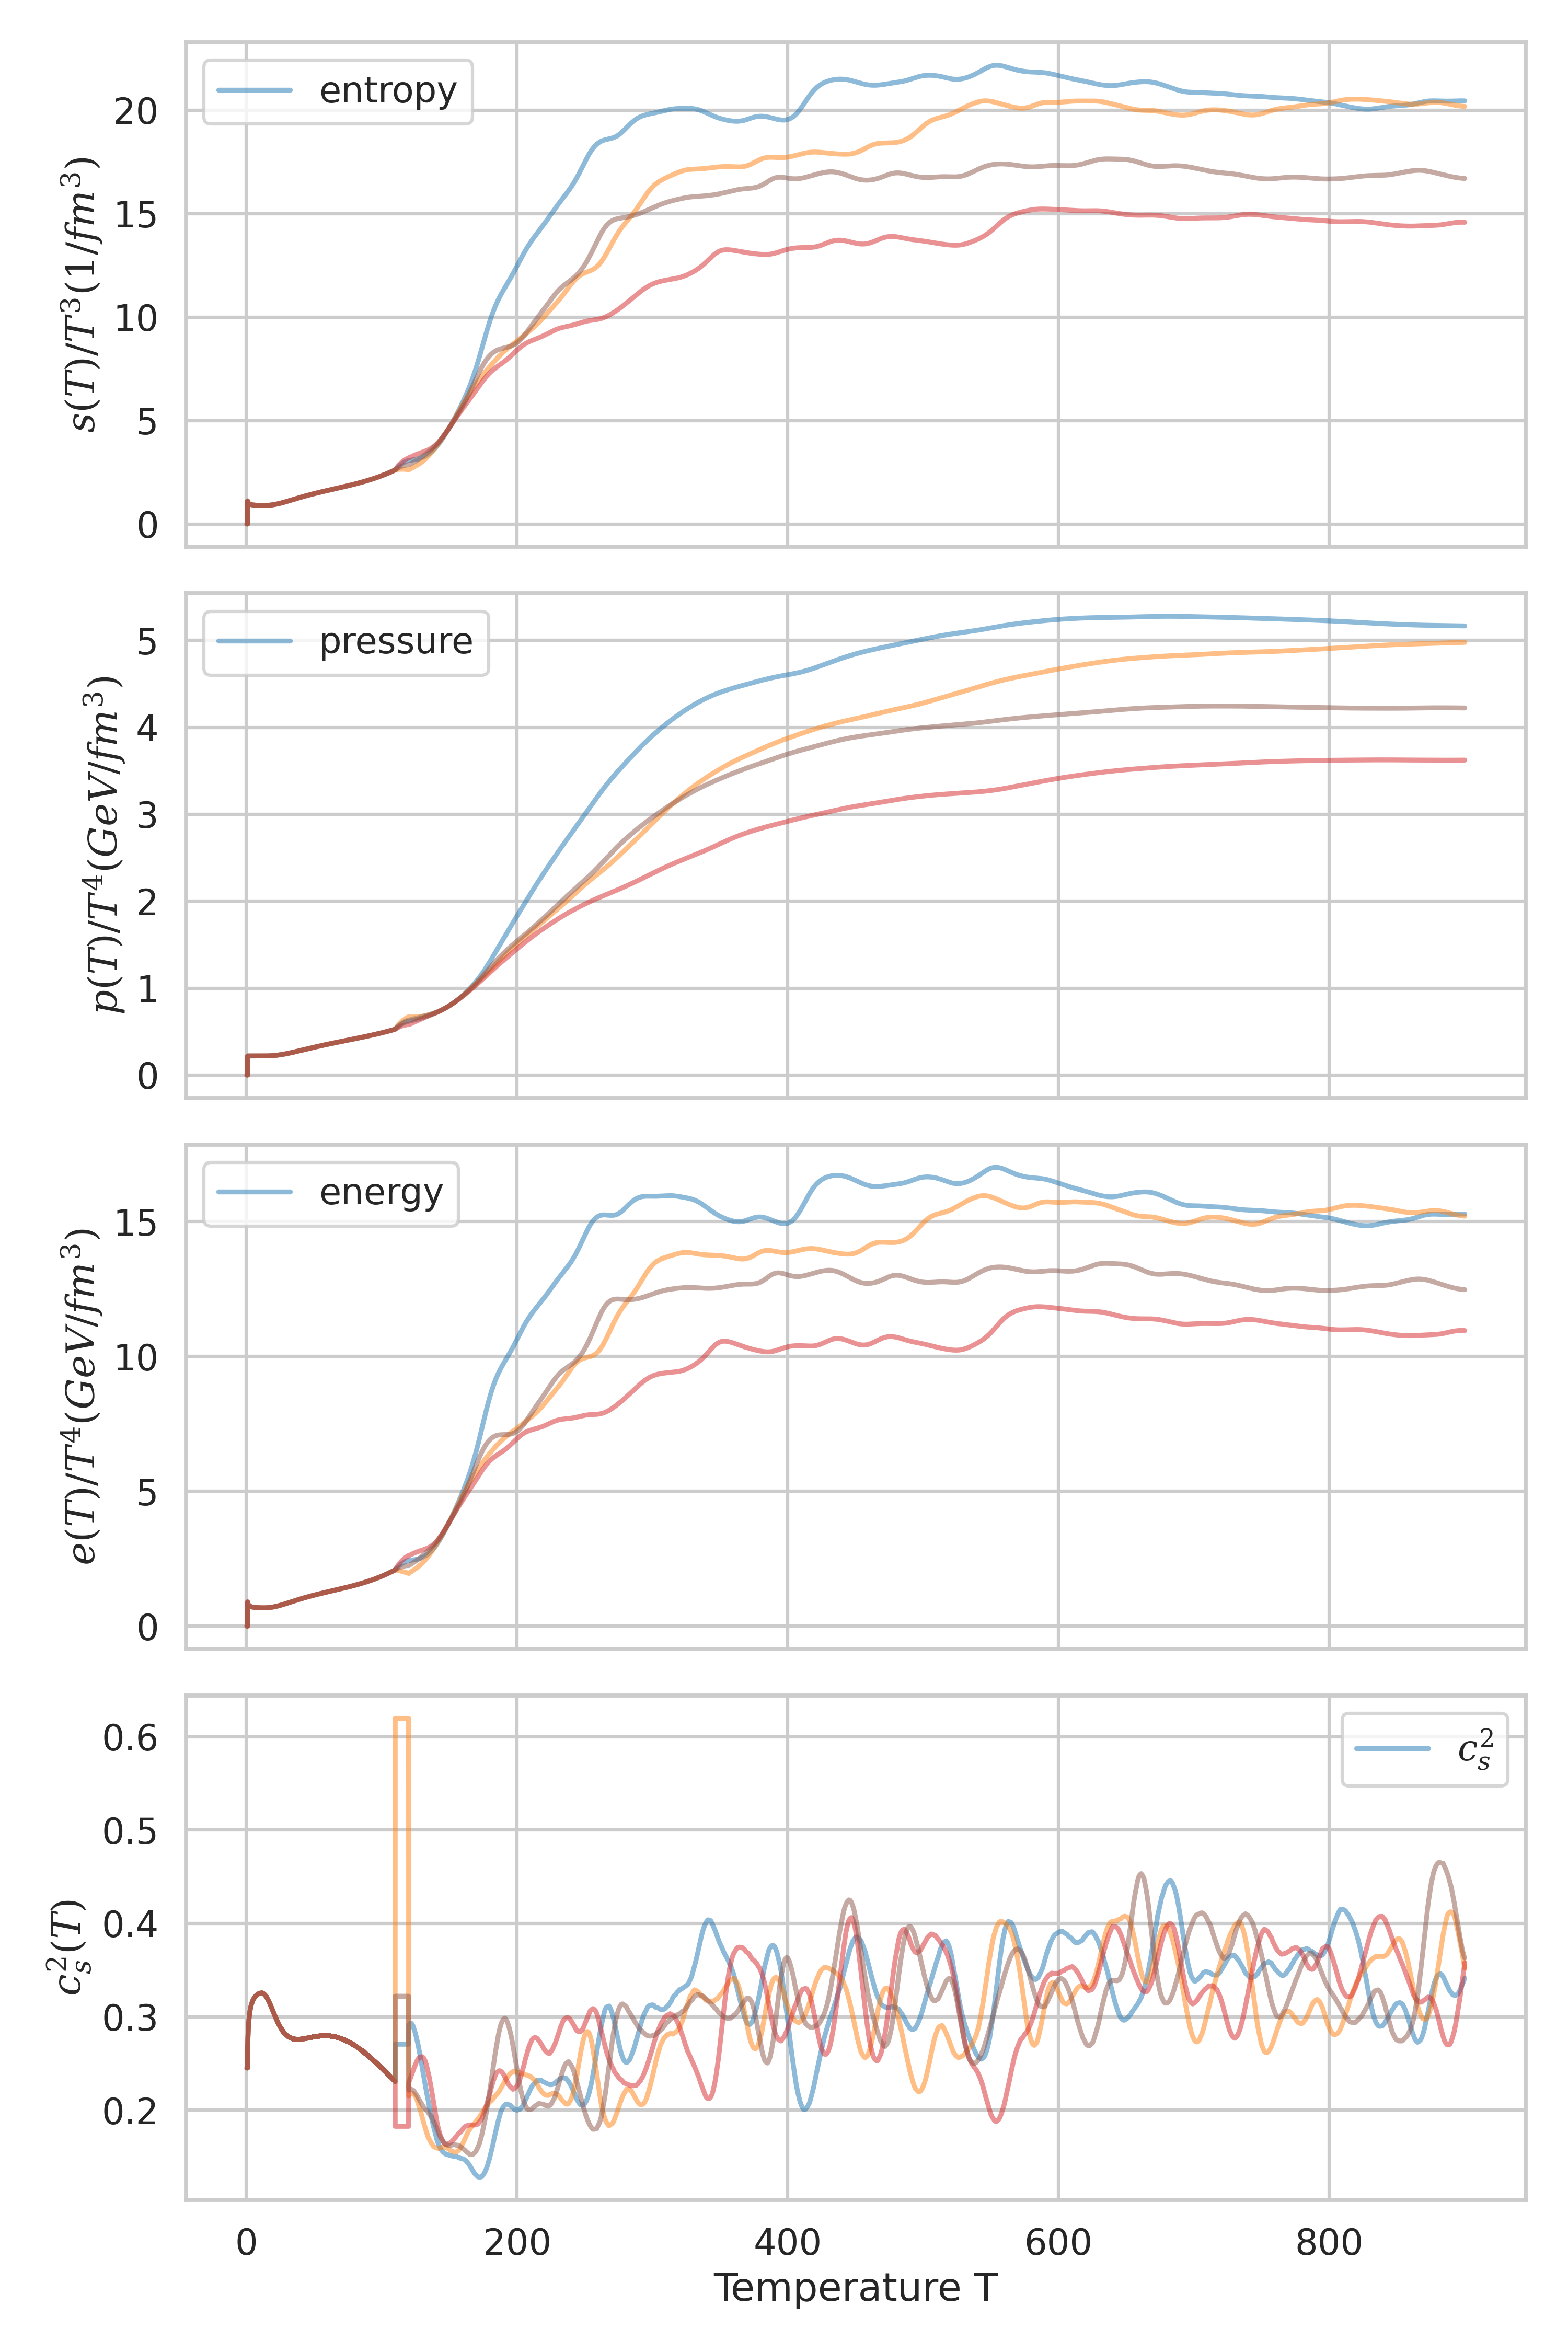 entropy
s(T)/T³(1/fm³)
20
15
10
5
0
pressure
p(T)/T⁴(GeV/fm³)
5
4
3
2
1
0
energy
e(T)/T⁴(GeV/fm³)
15
10
5
0
c_s²
c_s²(T)
0.6
0.5
0.4
0.3
0.2
0 200 400 600 800
Temperature T